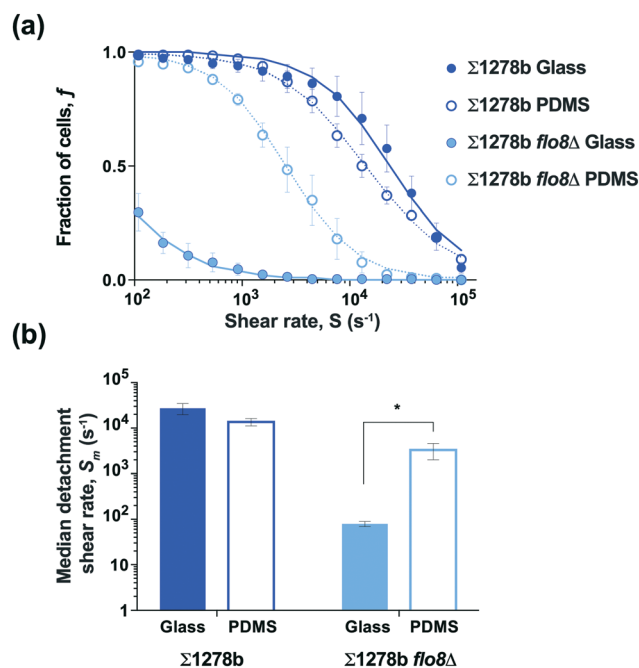 (a)
1.0
0.5
0.0
Fraction of cells, f
10² 10³ 10⁴ 10⁵
Shear rate, S (s⁻¹)
Σ1278b Glass
Σ1278b PDMS
Σ1278b flo8Δ Glass
Σ1278b flo8Δ PDMS
(b)
Median detachment
shear rate, Sₘ (s⁻¹)
10⁵
10⁴
10³
10²
10
1
*
Glass PDMS Glass PDMS
Σ1278b Σ1278b flo8Δ